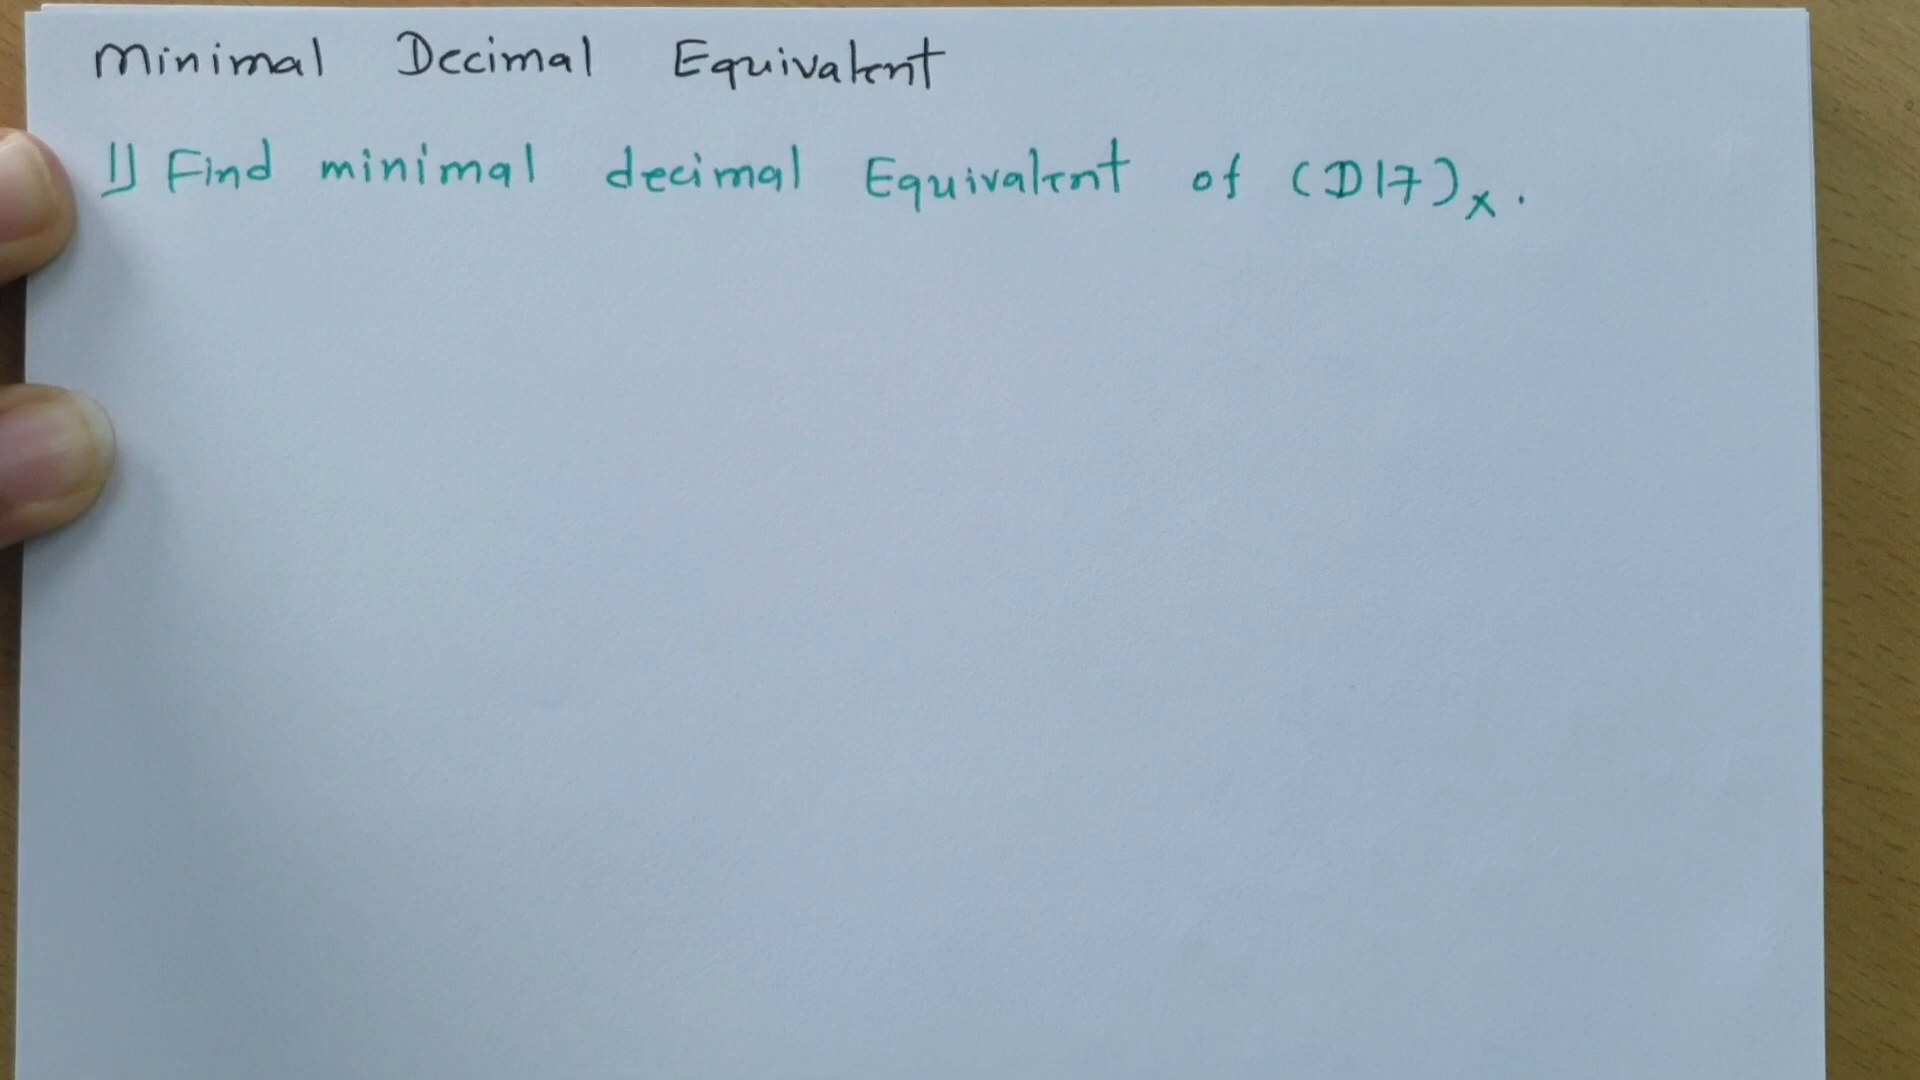 Minimal Decimal Equivalent
1) Find minimal decimal Equivalent of (D17)x.